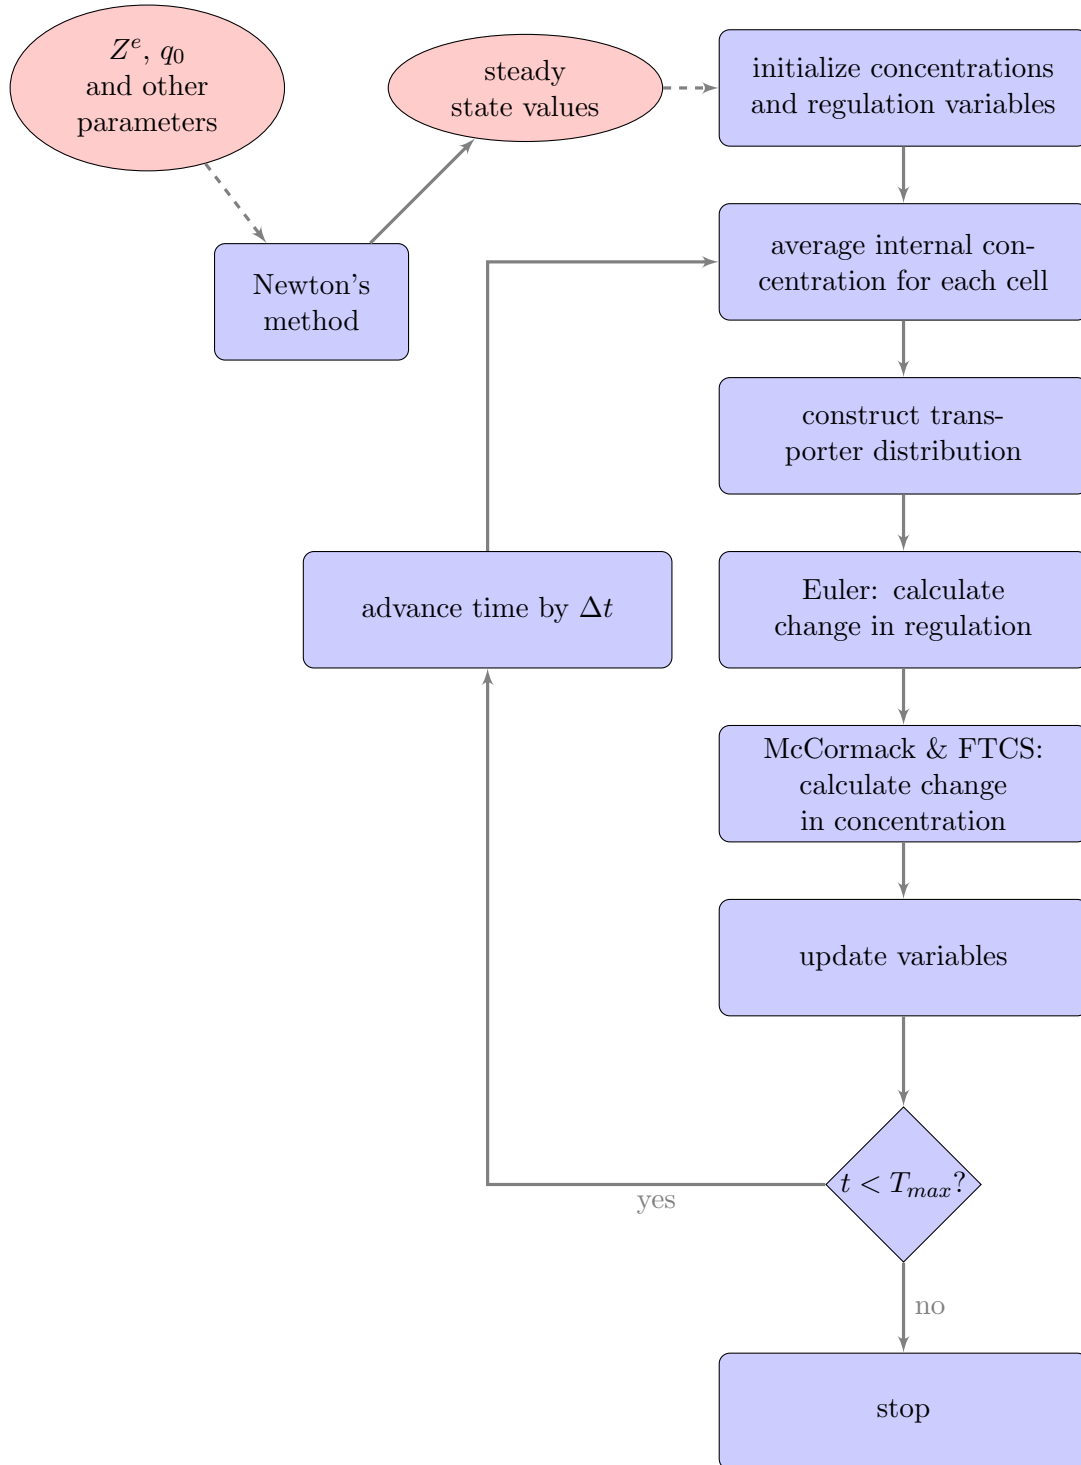 Z^e, q_0
and other
parameters
steady
state values
initialize concentrations
and regulation variables
Newton's
method
average internal con-
centration for each cell
construct trans-
porter distribution
advance time by Δt
Euler: calculate
change in regulation
McCormack & FTCS:
calculate change
in concentration
update variables
t < T_{max}?
yes
no
stop